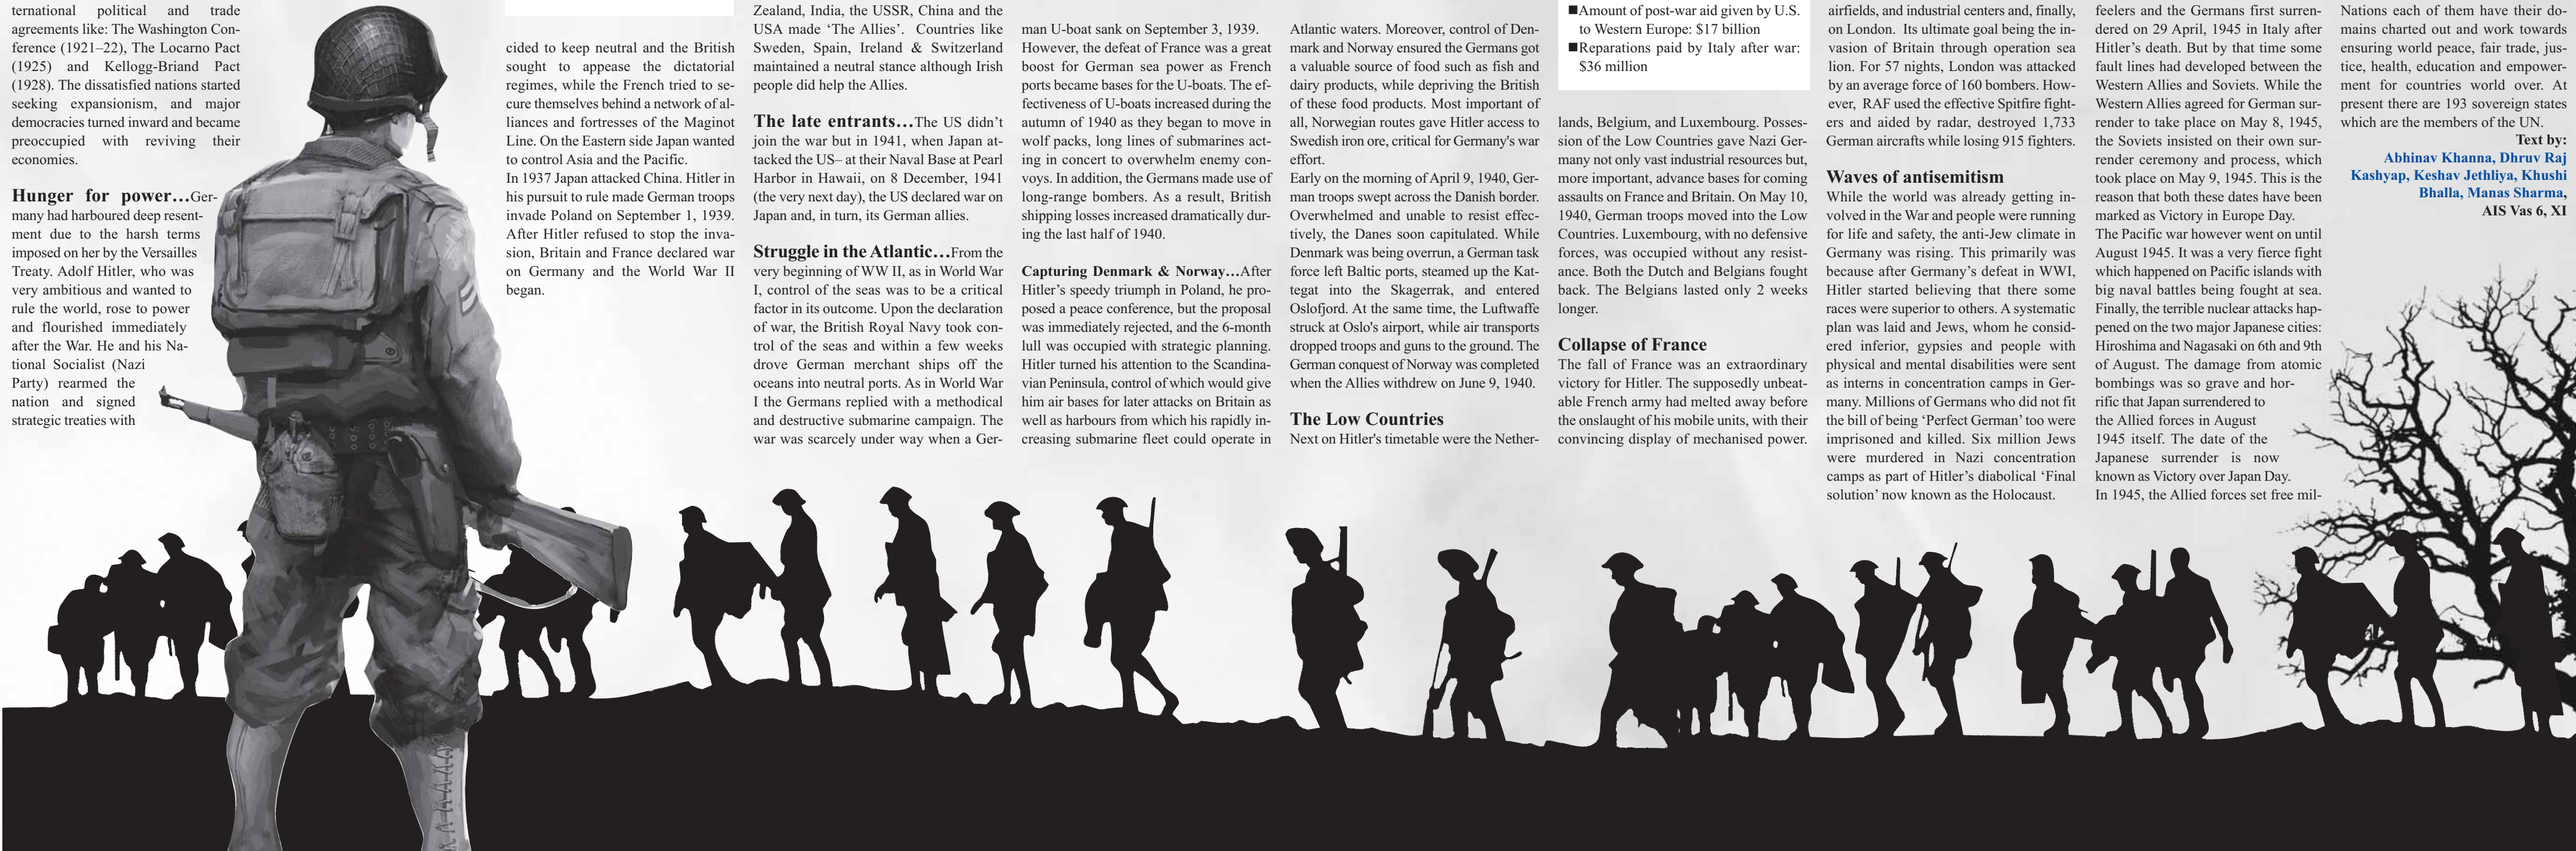 ternational political and trade
agreements like: The Washington Con-
ference (1921–22), The Locarno Pact
(1925) and Kellogg-Briand Pact
(1928). The dissatisfied nations started
seeking expansionism, and major
democracies turned inward and became
preoccupied with reviving their
economies.
Hunger for power…Ger-
many had harboured deep resent-
ment due to the harsh terms
imposed on her by the Versailles
Treaty. Adolf Hitler, who was
very ambitious and wanted to
rule the world, rose to power
and flourished immediately
after the War. He and his Na-
tional Socialist (Nazi
Party) rearmed the
nation and signed
strategic treaties with
cided to keep neutral and the British
sought to appease the dictatorial
regimes, while the French tried to se-
cure themselves behind a network of al-
liances and fortresses of the Maginot
Line. On the Eastern side Japan wanted
to control Asia and the Pacific.
In 1937 Japan attacked China. Hitler in
his pursuit to rule made German troops
invade Poland on September 1, 1939.
After Hitler refused to stop the inva-
sion, Britain and France declared war
on Germany and the World War II
began.
Zealand, India, the USSR, China and the
USA made ‘The Allies’. Countries like
Sweden, Spain, Ireland & Switzerland
maintained a neutral stance although Irish
people did help the Allies.
The late entrants…The US didn’t
join the war but in 1941, when Japan at-
tacked the US– at their Naval Base at Pearl
Harbor in Hawaii, on 8 December, 1941
(the very next day), the US declared war on
Japan and, in turn, its German allies.
Struggle in the Atlantic…From the
very beginning of WW II, as in World War
I, control of the seas was to be a critical
factor in its outcome. Upon the declaration
of war, the British Royal Navy took con-
trol of the seas and within a few weeks
drove German merchant ships off the
oceans into neutral ports. As in World War
I the Germans replied with a methodical
and destructive submarine campaign. The
war was scarcely under way when a Ger-
man U-boat sank on September 3, 1939.
However, the defeat of France was a great
boost for German sea power as French
ports became bases for the U-boats. The ef-
fectiveness of U-boats increased during the
autumn of 1940 as they began to move in
wolf packs, long lines of submarines act-
ing in concert to overwhelm enemy con-
voys. In addition, the Germans made use of
long-range bombers. As a result, British
shipping losses increased dramatically dur-
ing the last half of 1940.
Capturing Denmark & Norway…After
Hitler’s speedy triumph in Poland, he pro-
posed a peace conference, but the proposal
was immediately rejected, and the 6-month
lull was occupied with strategic planning.
Hitler turned his attention to the Scandina-
vian Peninsula, control of which would give
him air bases for later attacks on Britain as
well as harbours from which his rapidly in-
creasing submarine fleet could operate in
Atlantic waters. Moreover, control of Den-
mark and Norway ensured the Germans got
a valuable source of food such as fish and
dairy products, while depriving the British
of these food products. Most important of
all, Norwegian routes gave Hitler access to
Swedish iron ore, critical for Germany's war
effort.
Early on the morning of April 9, 1940, Ger-
man troops swept across the Danish border.
Overwhelmed and unable to resist effec-
tively, the Danes soon capitulated. While
Denmark was being overrun, a German task
force left Baltic ports, steamed up the Kat-
tegat into the Skagerrak, and entered
Oslofjord. At the same time, the Luftwaffe
struck at Oslo's airport, while air transports
dropped troops and guns to the ground. The
German conquest of Norway was completed
when the Allies withdrew on June 9, 1940.
The Low Countries
Next on Hitler's timetable were the Nether-
■Amount of post-war aid given by U.S.
to Western Europe: $17 billion
■Reparations paid by Italy after war:
$36 million
lands, Belgium, and Luxembourg. Posses-
sion of the Low Countries gave Nazi Ger-
many not only vast industrial resources but,
more important, advance bases for coming
assaults on France and Britain. On May 10,
1940, German troops moved into the Low
Countries. Luxembourg, with no defensive
forces, was occupied without any resist-
ance. Both the Dutch and Belgians fought
back. The Belgians lasted only 2 weeks
longer.
Collapse of France
The fall of France was an extraordinary
victory for Hitler. The supposedly unbeat-
able French army had melted away before
the onslaught of his mobile units, with their
convincing display of mechanised power.
airfields, and industrial centers and, finally,
on London. Its ultimate goal being the in-
vasion of Britain through operation sea
lion. For 57 nights, London was attacked
by an average force of 160 bombers. How-
ever, RAF used the effective Spitfire fight-
ers and aided by radar, destroyed 1,733
German aircrafts while losing 915 fighters.
Waves of antisemitism
While the world was already getting in-
volved in the War and people were running
for life and safety, the anti-Jew climate in
Germany was rising. This primarily was
because after Germany’s defeat in WWI,
Hitler started believing that there some
races were superior to others. A systematic
plan was laid and Jews, whom he consid-
ered inferior, gypsies and people with
physical and mental disabilities were sent
as interns in concentration camps in Ger-
many. Millions of Germans who did not fit
the bill of being ‘Perfect German’ too were
imprisoned and killed. Six million Jews
were murdered in Nazi concentration
camps as part of Hitler’s diabolical ‘Final
solution’ now known as the Holocaust.
feelers and the Germans first surren-
dered on 29 April, 1945 in Italy after
Hitler’s death. But by that time some
fault lines had developed between the
Western Allies and Soviets. While the
Western Allies agreed for German sur-
render to take place on May 8, 1945,
the Soviets insisted on their own sur-
render ceremony and process, which
took place on May 9, 1945. This is the
reason that both these dates have been
marked as Victory in Europe Day.
The Pacific war however went on until
August 1945. It was a very fierce fight
which happened on Pacific islands with
big naval battles being fought at sea.
Finally, the terrible nuclear attacks hap-
pened on the two major Japanese cities:
Hiroshima and Nagasaki on 6th and 9th
of August. The damage from atomic
bombings was so grave and hor-
rific that Japan surrendered to
the Allied forces in August
1945 itself. The date of the
Japanese surrender is now
known as Victory over Japan Day.
In 1945, the Allied forces set free mil-
Nations each of them have their do-
mains charted out and work towards
ensuring world peace, fair trade, jus-
tice, health, education and empower-
ment for countries world over. At
present there are 193 sovereign states
which are the members of the UN.
Text by:
Abhinav Khanna, Dhruv Raj
Kashyap, Keshav Jethliya, Khushi
Bhalla, Manas Sharma,
AIS Vas 6, XI